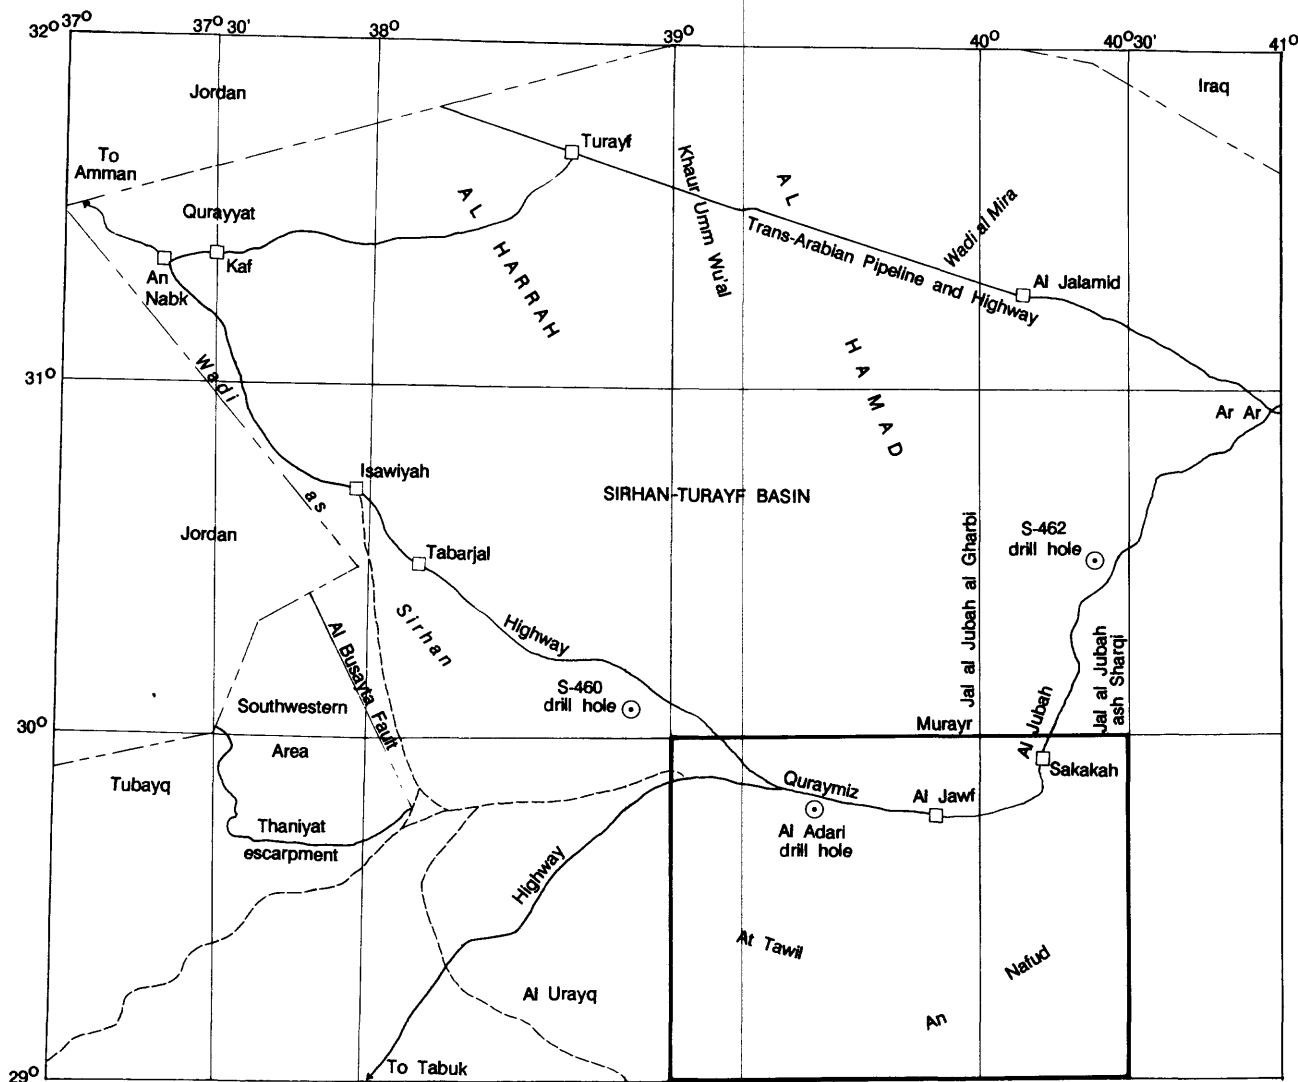 32° 37° 37°30' 38° 39° 40° 40°30' 41°
Jordan
Iraq
To
Amman
Turayf
Qurayyat
Kaf
An
Nabk
AL
HARRAH
Khaur Umm Wu'al
AL
HAMAD
Wadi al Mira
Trans-Arabian Pipeline and Highway
Al Jalamid
31°
Ar Ar
Wadi
as
Sirhan
Isawiyah
SIRHAN-TURAYF BASIN
Jordan
Tabarjal
S-462
drill hole
Jal al Jubah al Gharbi
Highway
Al Busayta Fault
S-460
drill hole
Jal al Jubah
ash Sharqi
Al Jubah
Southwestern
Area
30°
Murayr
Sakakah
Tubayq
Quraymiz
Al Jawf
Thaniyat
escarpment
Al Adari
drill hole
Highway
At Tawil
An
Nafud
Al Urayq
To Tabuk
29°